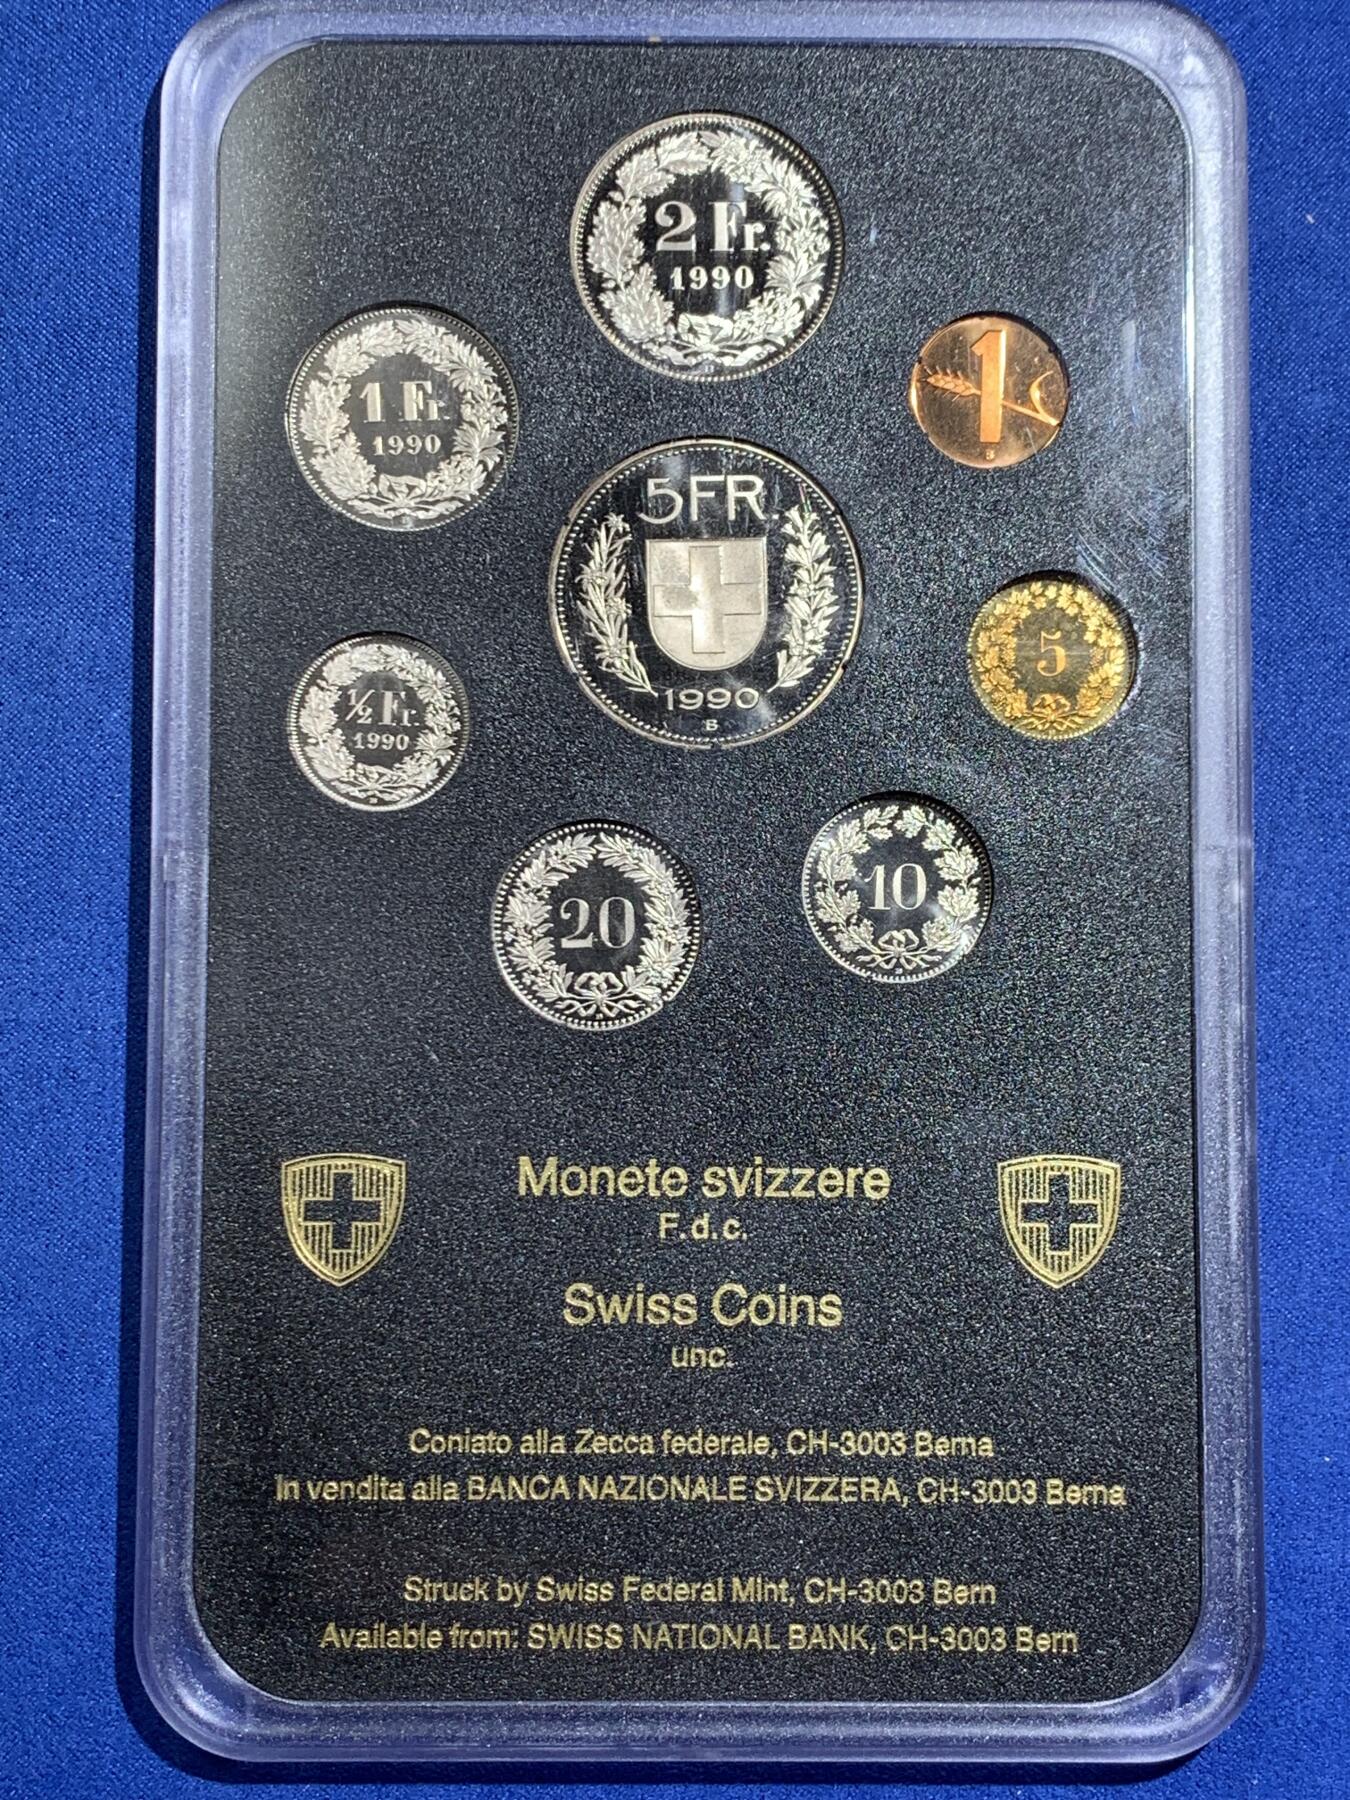 2 Fr.
1990
1
B
1 Fr.
1990
5 FR.
1990
B
5
½ Fr.
1990
10
20
Monete svizzere
F.d.c.
Swiss Coins
unc.
Coniato alla Zecca federale, CH-3003 Berna
In vendita alla BANCA NAZIONALE SVIZZERA, CH-3003 Berna
Struck by Swiss Federal Mint, CH-3003 Bern
Available from: SWISS NATIONAL BANK, CH-3003 Bern